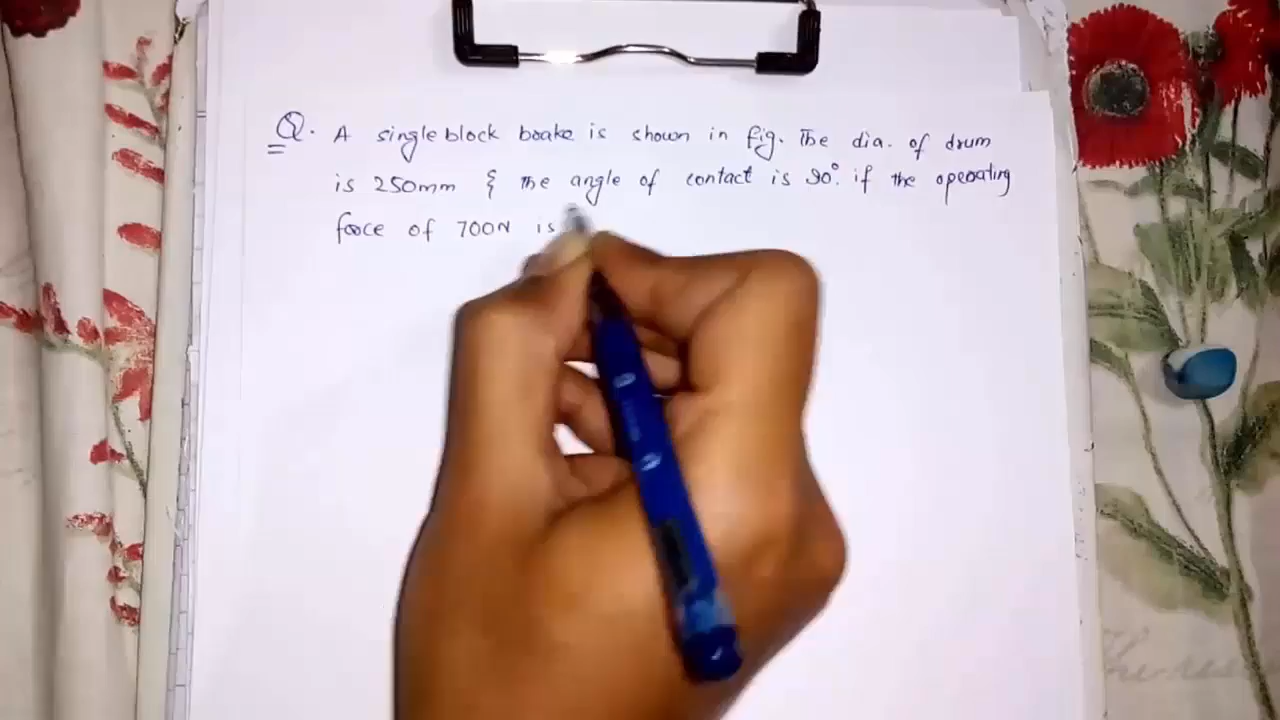 Q. A single block brake is shown in fig. The dia. of drum
is 250mm & the angle of contact is 90°. if the operating
force of 700N is